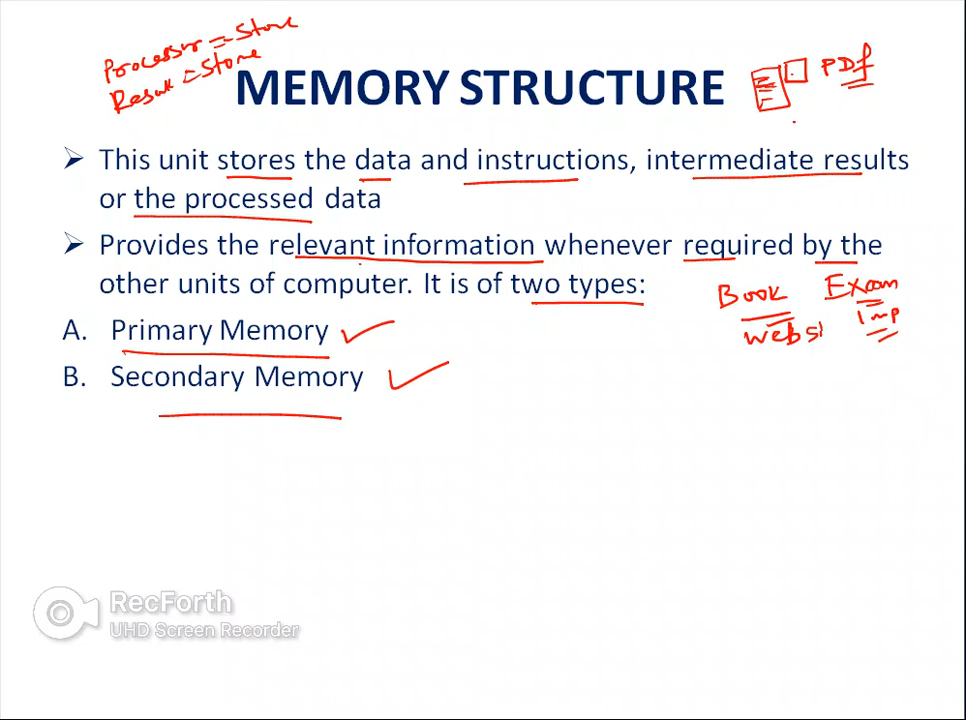 Processor = Store
Result = Store
MEMORY STRUCTURE
PDf
➢ This unit stores the data and instructions, intermediate results
or the processed data
➢ Provides the relevant information whenever required by the
other units of computer. It is of two types:
Book Exam
Websi Imp
A. Primary Memory
B. Secondary Memory
RecForth
UHD Screen Recorder